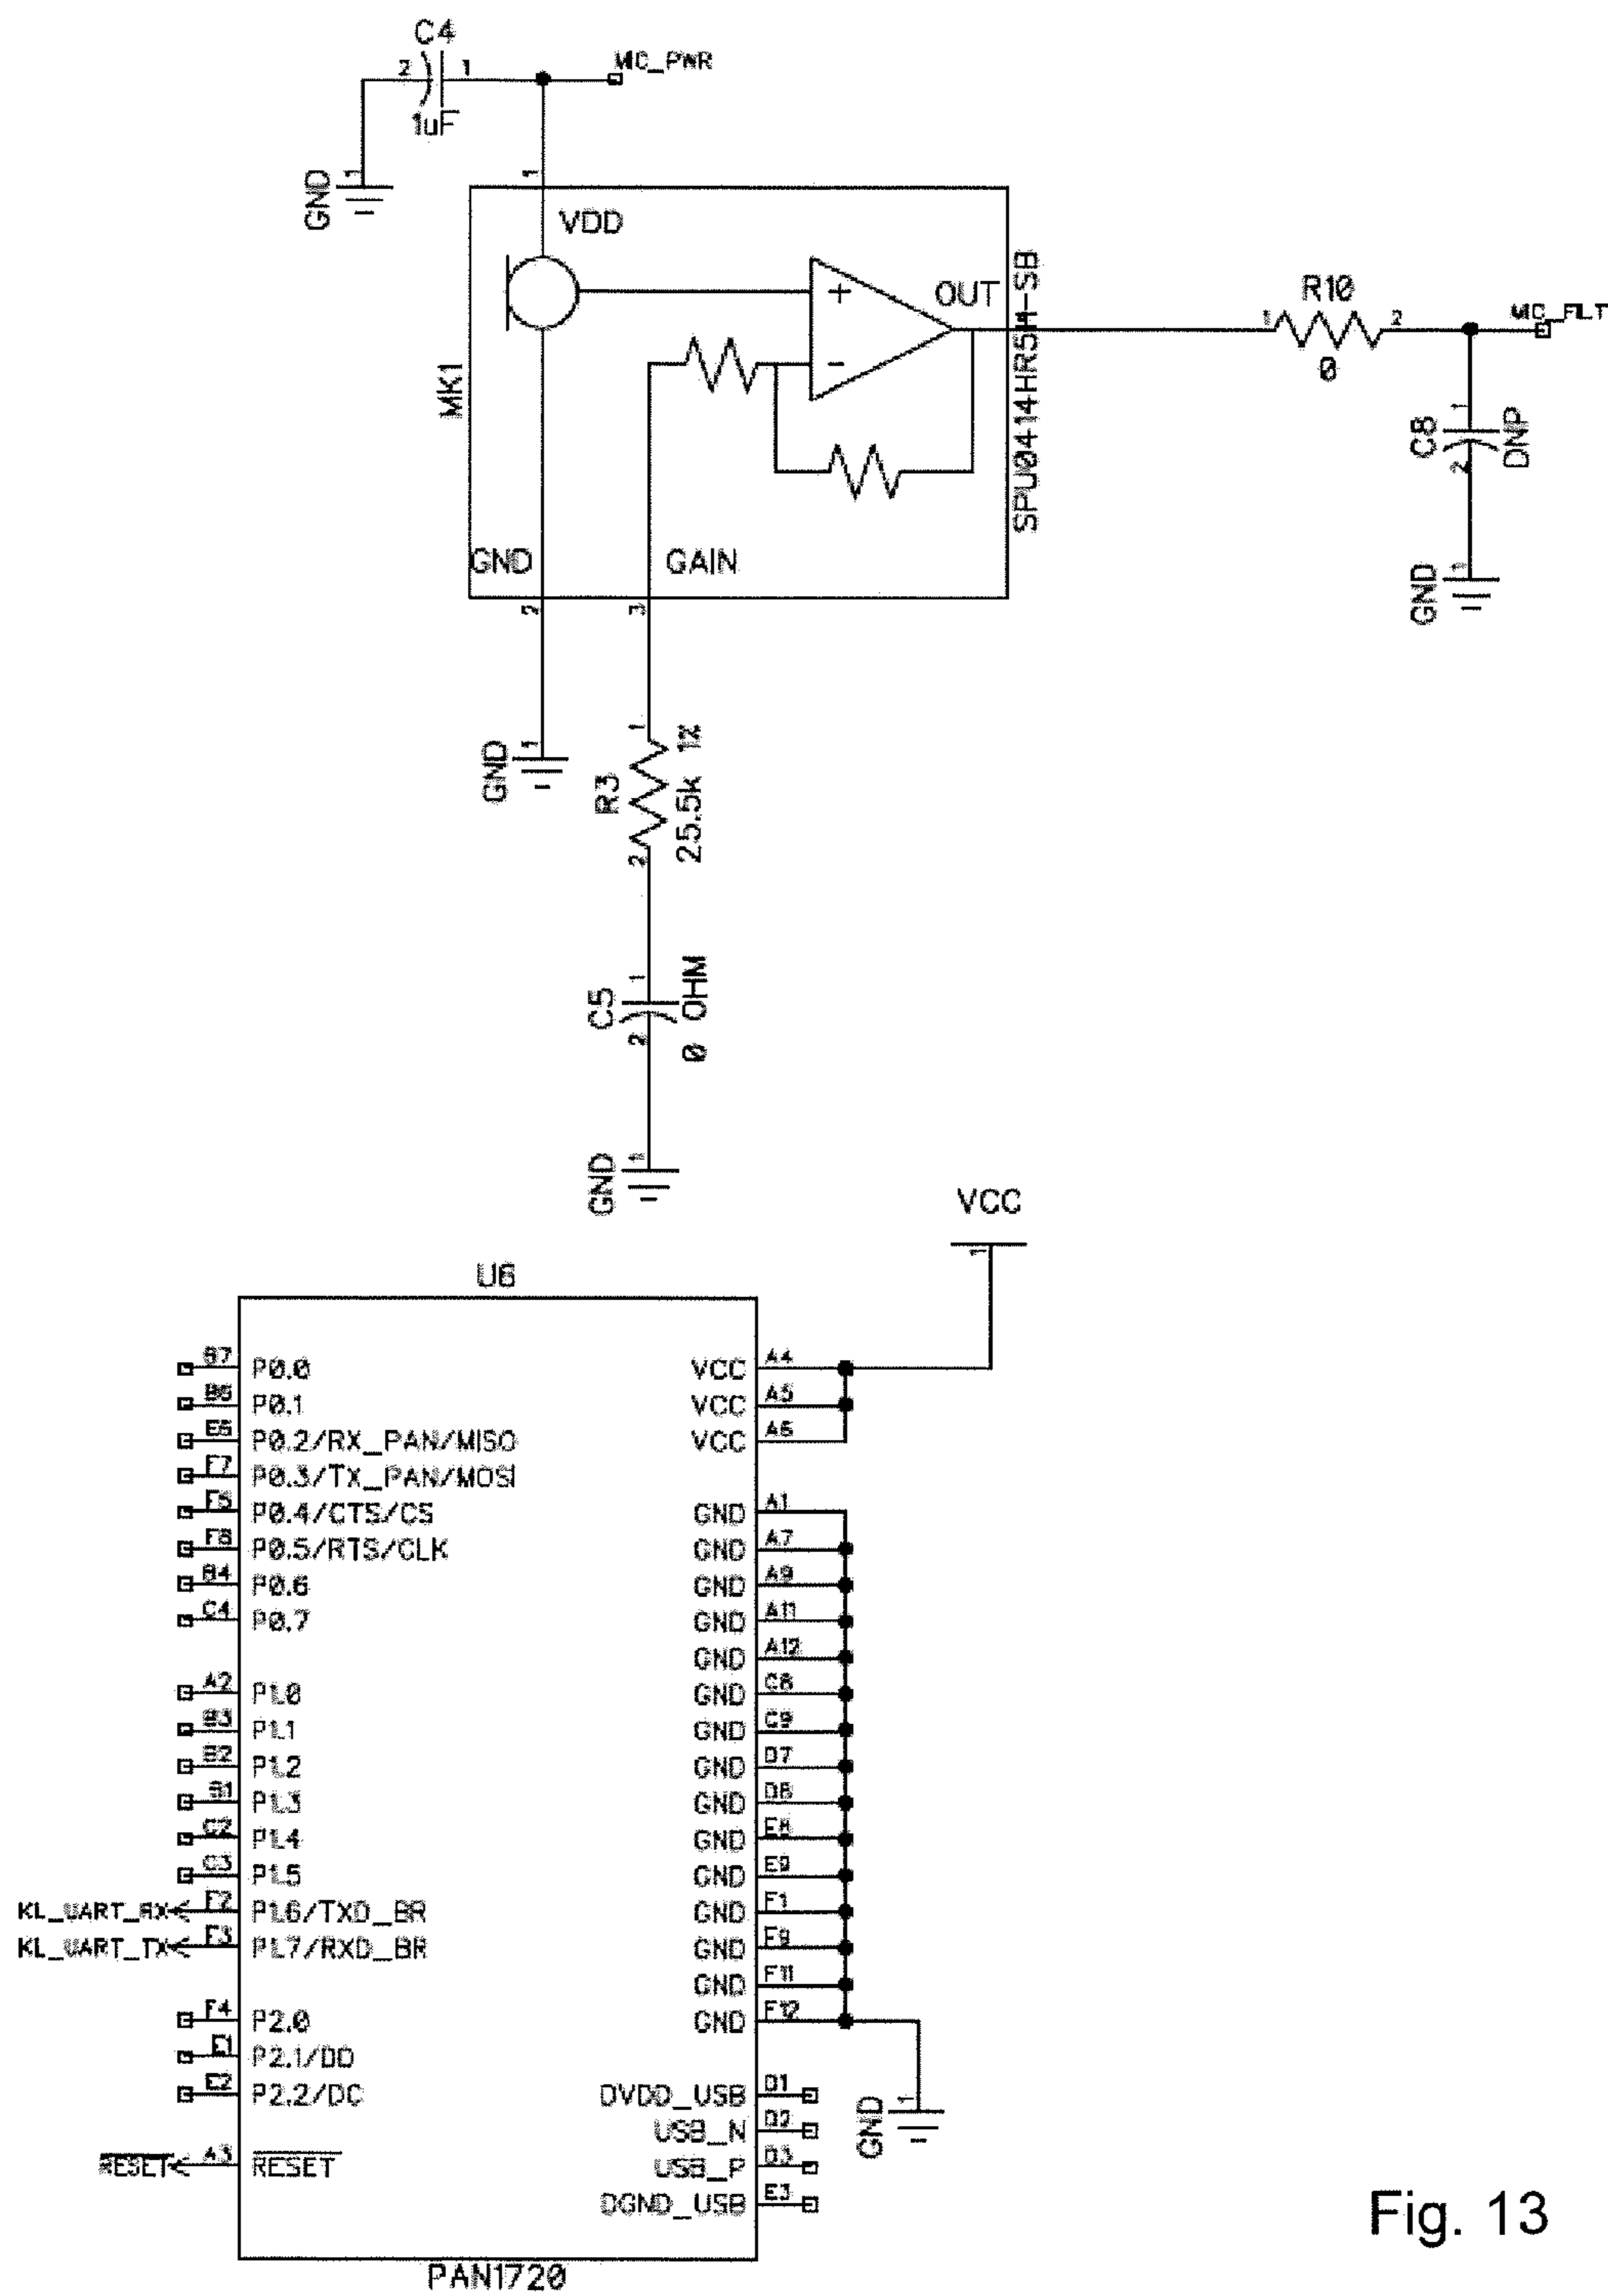 C4
2 1
1uF
MIC_PWR
GND 1
1
VDD
MK1
OUT
+
-
SPU0414HR5H-SB
GND
GAIN
2
3
R10
1 2
0
MIC_FILT
C8
1
2
DNP
GND 1
GND 1
R3
1
2
25.5k 1%
C5
1
2
0 OHM
GND 1
VCC
1
U6
B7 P0.0
P0.1
P0.2/RX_PAN/MISO
F7 P0.3/TX_PAN/MOSI
F5 P0.4/CTS/CS
P0.5/RTS/CLK
B4 P0.6
C4 P0.7
A2 P1.0
B3 P1.1
B2 P1.2
B1 P1.3
C2 P1.4
C3 P1.5
KL_UART_RX F2 P1.6/TXD_BR
KL_UART_TX F3 P1.7/RXD_BR
F4 P2.0
E1 P2.1/DD
E2 P2.2/DC
RESET A3 RESET
VCC A4
VCC A5
VCC A6
GND A1
GND A7
GND A9
GND A11
GND A12
GND C8
GND C9
GND D7
GND
GND E8
GND E9
GND F1
GND
GND F11
GND F12
DVDD_USB D1
USB_N D2
USB_P D3
DGND_USB E3
GND 1
PAN1720
Fig. 13